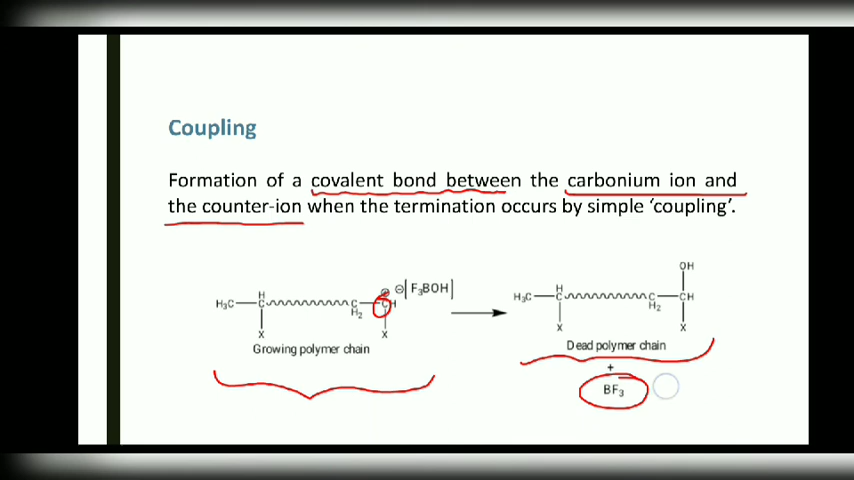 Coupling
Formation of a covalent bond between the carbonium ion and
the counter-ion when the termination occurs by simple ‘coupling’.
OH
H ⊕ ⊖[F₃BOH] H
H₃C C C CH H₃C C C CH
H₂ H₂
X X X X
Growing polymer chain Dead polymer chain
+
BF₃